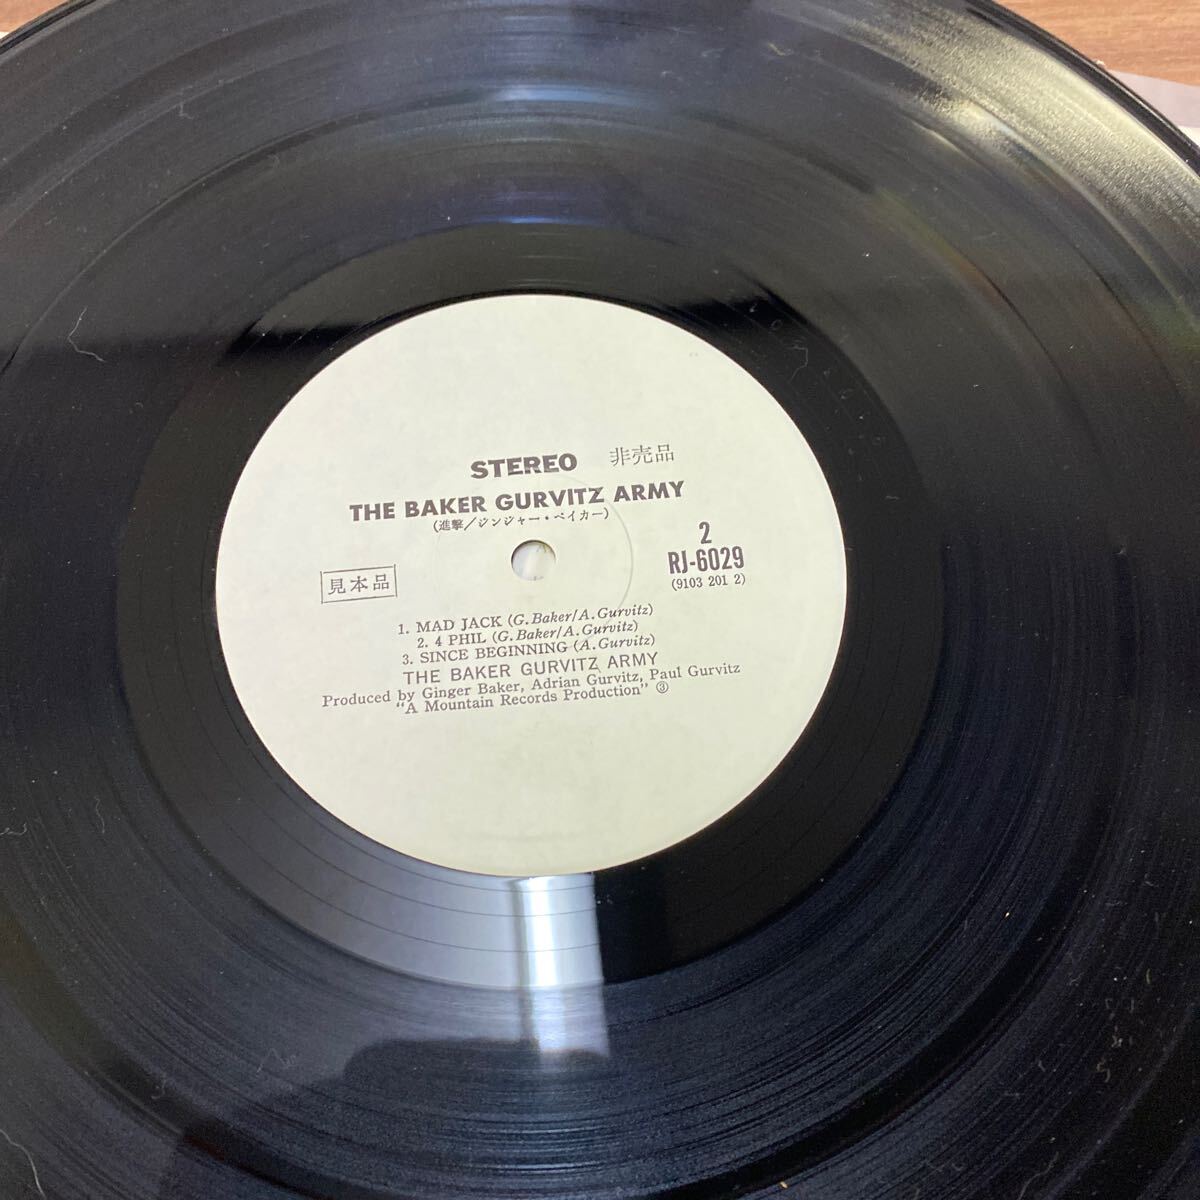 STEREO 非売品
THE BAKER GURVITZ ARMY
(進撃/ジンジャー・ベイカー)
2
RJ-6029
(9103 201 2)
見本品
1. MAD JACK (G. Baker/A. Gurvitz)
2. 4 PHIL (G. Baker/A. Gurvitz)
3. SINCE BEGINNING (A. Gurvitz)
THE BAKER GURVITZ ARMY
Produced by Ginger Baker, Adrian Gurvitz, Paul Gurvitz
"A Mountain Records Production" ③